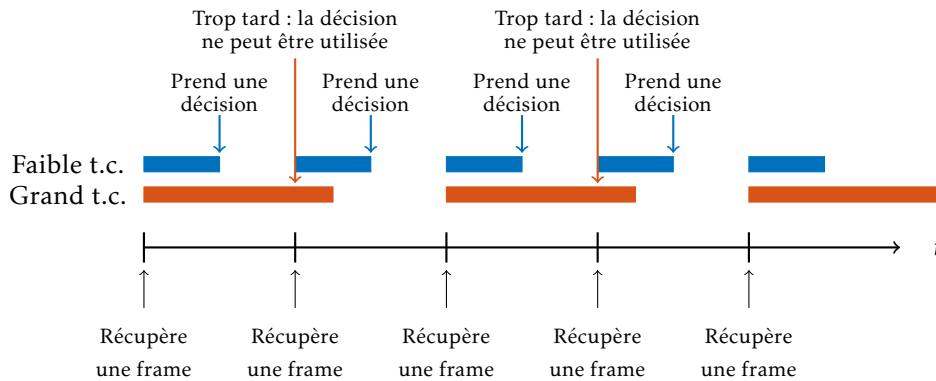 Trop tard : la décision
ne peut être utilisée
Trop tard : la décision
ne peut être utilisée
Prend une
décision
Prend une
décision
Prend une
décision
Prend une
décision
Faible t.c.
Grand t.c.
t
Récupère
une frame
Récupère
une frame
Récupère
une frame
Récupère
une frame
Récupère
une frame